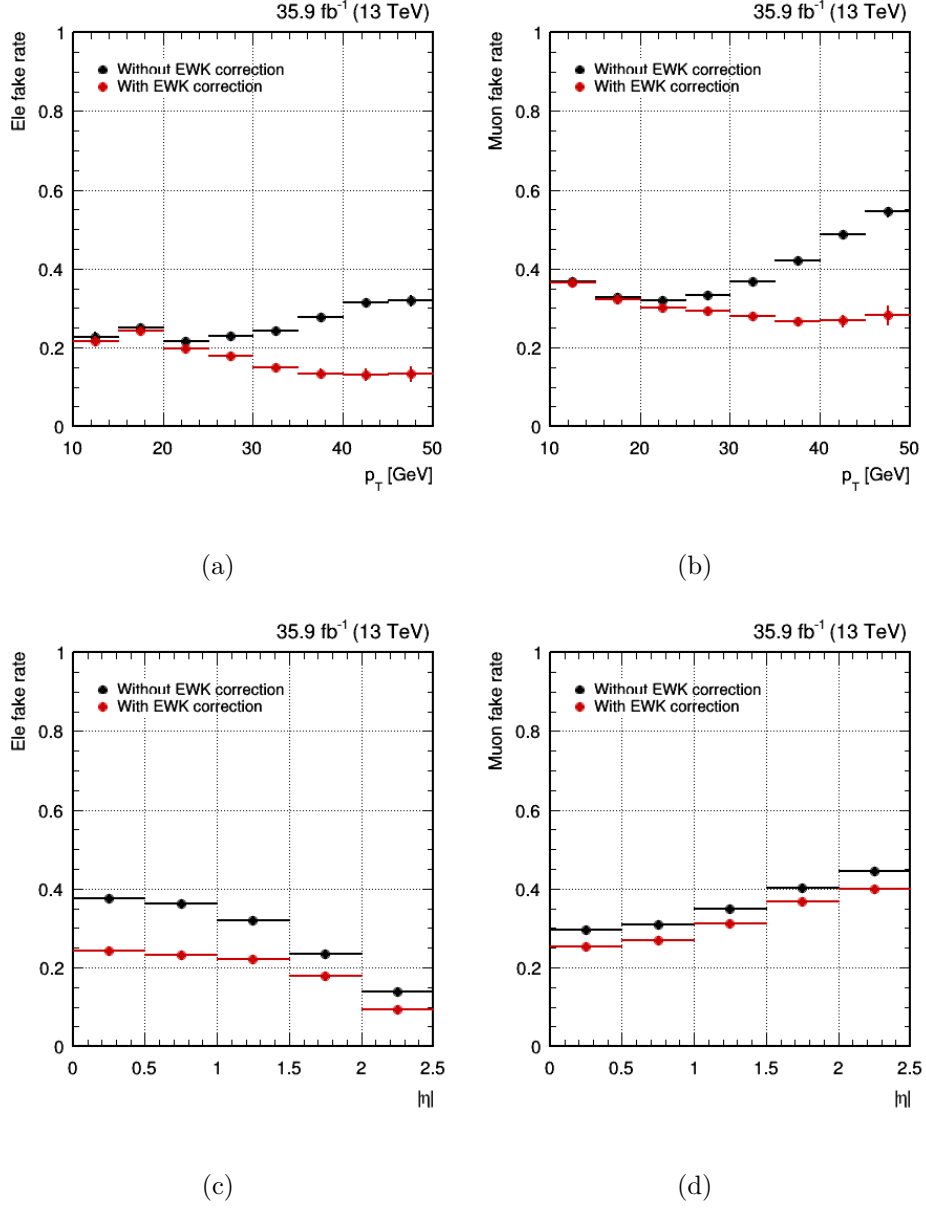 35.9 fb⁻¹ (13 TeV)
Ele fake rate
1
0.8
0.6
0.4
0.2
0
Without EWK correction
With EWK correction
10 20 30 40 50
p_T [GeV]
(a)
35.9 fb⁻¹ (13 TeV)
Muon fake rate
1
0.8
0.6
0.4
0.2
0
Without EWK correction
With EWK correction
10 20 30 40 50
p_T [GeV]
(b)
35.9 fb⁻¹ (13 TeV)
Ele fake rate
1
0.8
0.6
0.4
0.2
0
Without EWK correction
With EWK correction
0 0.5 1 1.5 2 2.5
|η|
(c)
35.9 fb⁻¹ (13 TeV)
Muon fake rate
1
0.8
0.6
0.4
0.2
0
Without EWK correction
With EWK correction
0 0.5 1 1.5 2 2.5
|η|
(d)